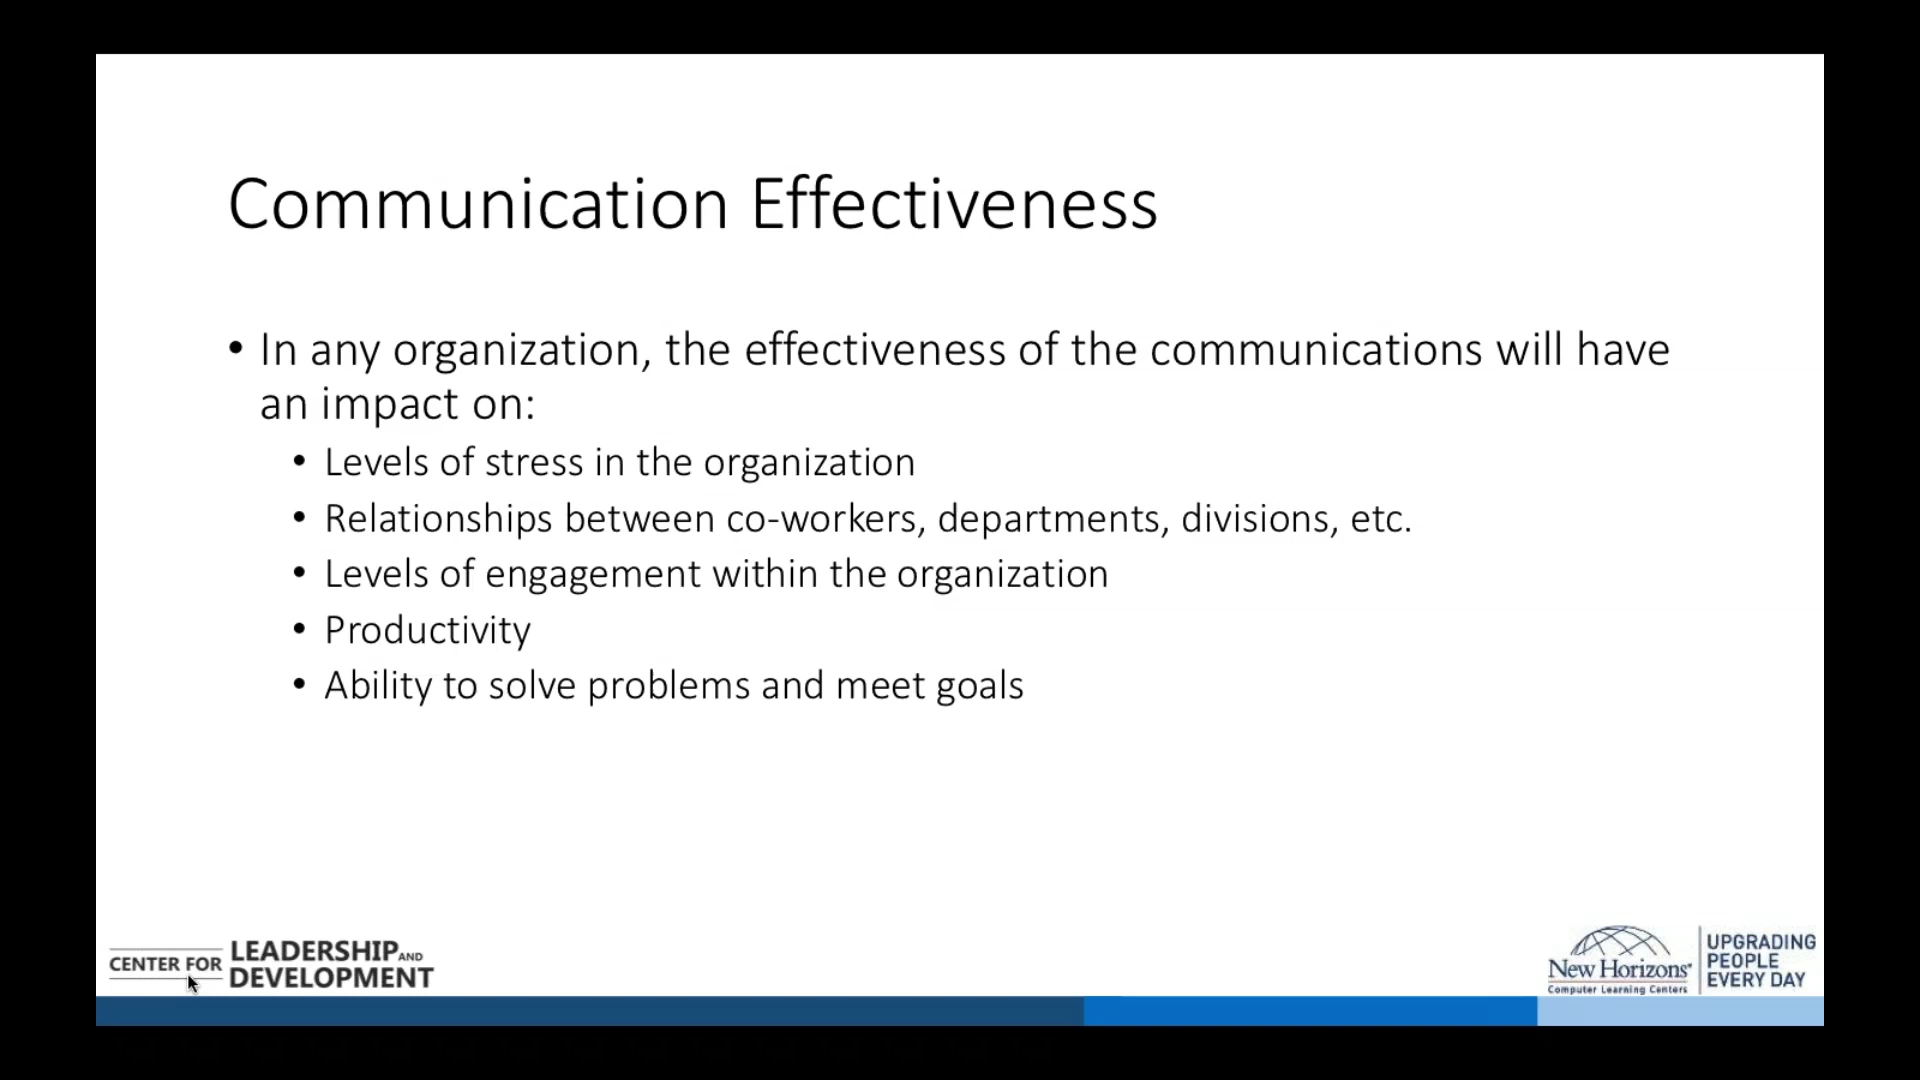 Communication Effectiveness
• In any organization, the effectiveness of the communications will have
an impact on:
• Levels of stress in the organization
• Relationships between co-workers, departments, divisions, etc.
• Levels of engagement within the organization
• Productivity
• Ability to solve problems and meet goals
CENTER FOR LEADERSHIP AND
DEVELOPMENT
New Horizons®
Computer Learning Centers
UPGRADING
PEOPLE
EVERY DAY